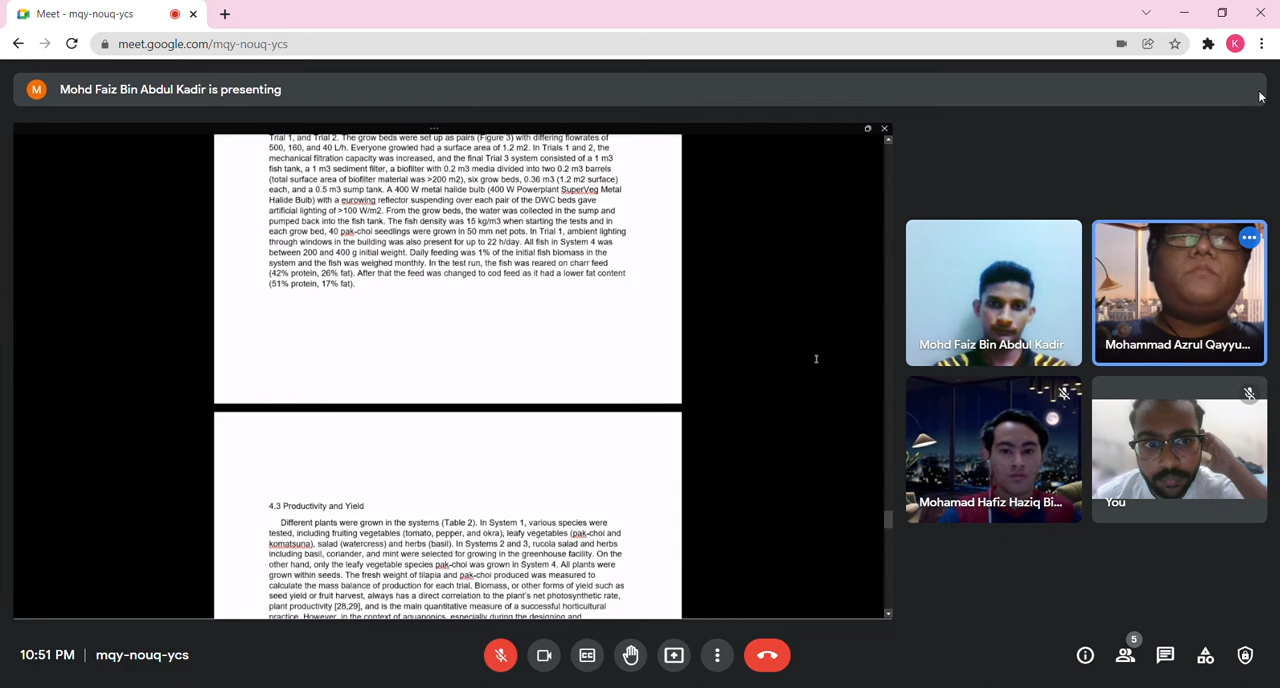 Meet - mqy-nouq-ycs
meet.google.com/mqy-nouq-ycs
K
M
Mohd Faiz Bin Abdul Kadir is presenting
Trial 1, and Trial 2. The grow beds were set up as pairs (Figure 3) with differing flowrates of
500, 160, and 40 L/h. Everyone growled had a surface area of 1.2 m2. In Trials 1 and 2, the
mechanical filtration capacity was increased, and the final Trial 3 system consisted of a 1 m3
fish tank, a 1 m3 sediment filter, a biofilter with 0.2 m3 media divided into two 0.2 m3 barrels
(total surface area of biofilter material was >200 m2), six grow beds, 0.36 m3 (1.2 m2 surface)
each, and a 0.5 m3 sump tank. A 400 W metal halide bulb (400 W Powerplant SuperVeg Metal
Halide Bulb) with a eurowing reflector suspending over each pair of the DWC beds gave
artificial lighting of >100 W/m2. From the grow beds, the water was collected in the sump and
pumped back into the fish tank. The fish density was 15 kg/m3 when starting the tests and in
each grow bed, 40 pak-choi seedlings were grown in 50 mm net pots. In Trial 1, ambient lighting
through windows in the building was also present for up to 22 h/day. All fish in System 4 was
between 200 and 400 g initial weight. Daily feeding was 1% of the initial fish biomass in the
system and the fish was weighed monthly. In the test run, the fish was reared on charr feed
(42% protein, 26% fat). After that the feed was changed to cod feed as it had a lower fat content
(51% protein, 17% fat).
4.3 Productivity and Yield
Different plants were grown in the systems (Table 2). In System 1, various species were
tested, including fruiting vegetables (tomato, pepper, and okra), leafy vegetables (pak-choi and
komatsuna), salad (watercress) and herbs (basil). In Systems 2 and 3, rucola salad and herbs
including basil, coriander, and mint were selected for growing in the greenhouse facility. On the
other hand, only the leafy vegetable species pak-choi was grown in System 4. All plants were
grown within seeds. The fresh weight of tilapia and pak-choi produced was measured to
calculate the mass balance of production for each trial. Biomass, or other forms of yield such as
seed yield or fruit harvest, always has a direct correlation to the plant's net photosynthetic rate,
plant productivity [28,29], and is the main quantitative measure of a successful horticultural
practice. However, in the context of aquaponics, especially during the designing and
Mohd Faiz Bin Abdul Kadir
Mohammad Azrul Qayyu...
Mohamad Hafiz Haziq Bi...
You
10:51 PM | mqy-nouq-ycs
5